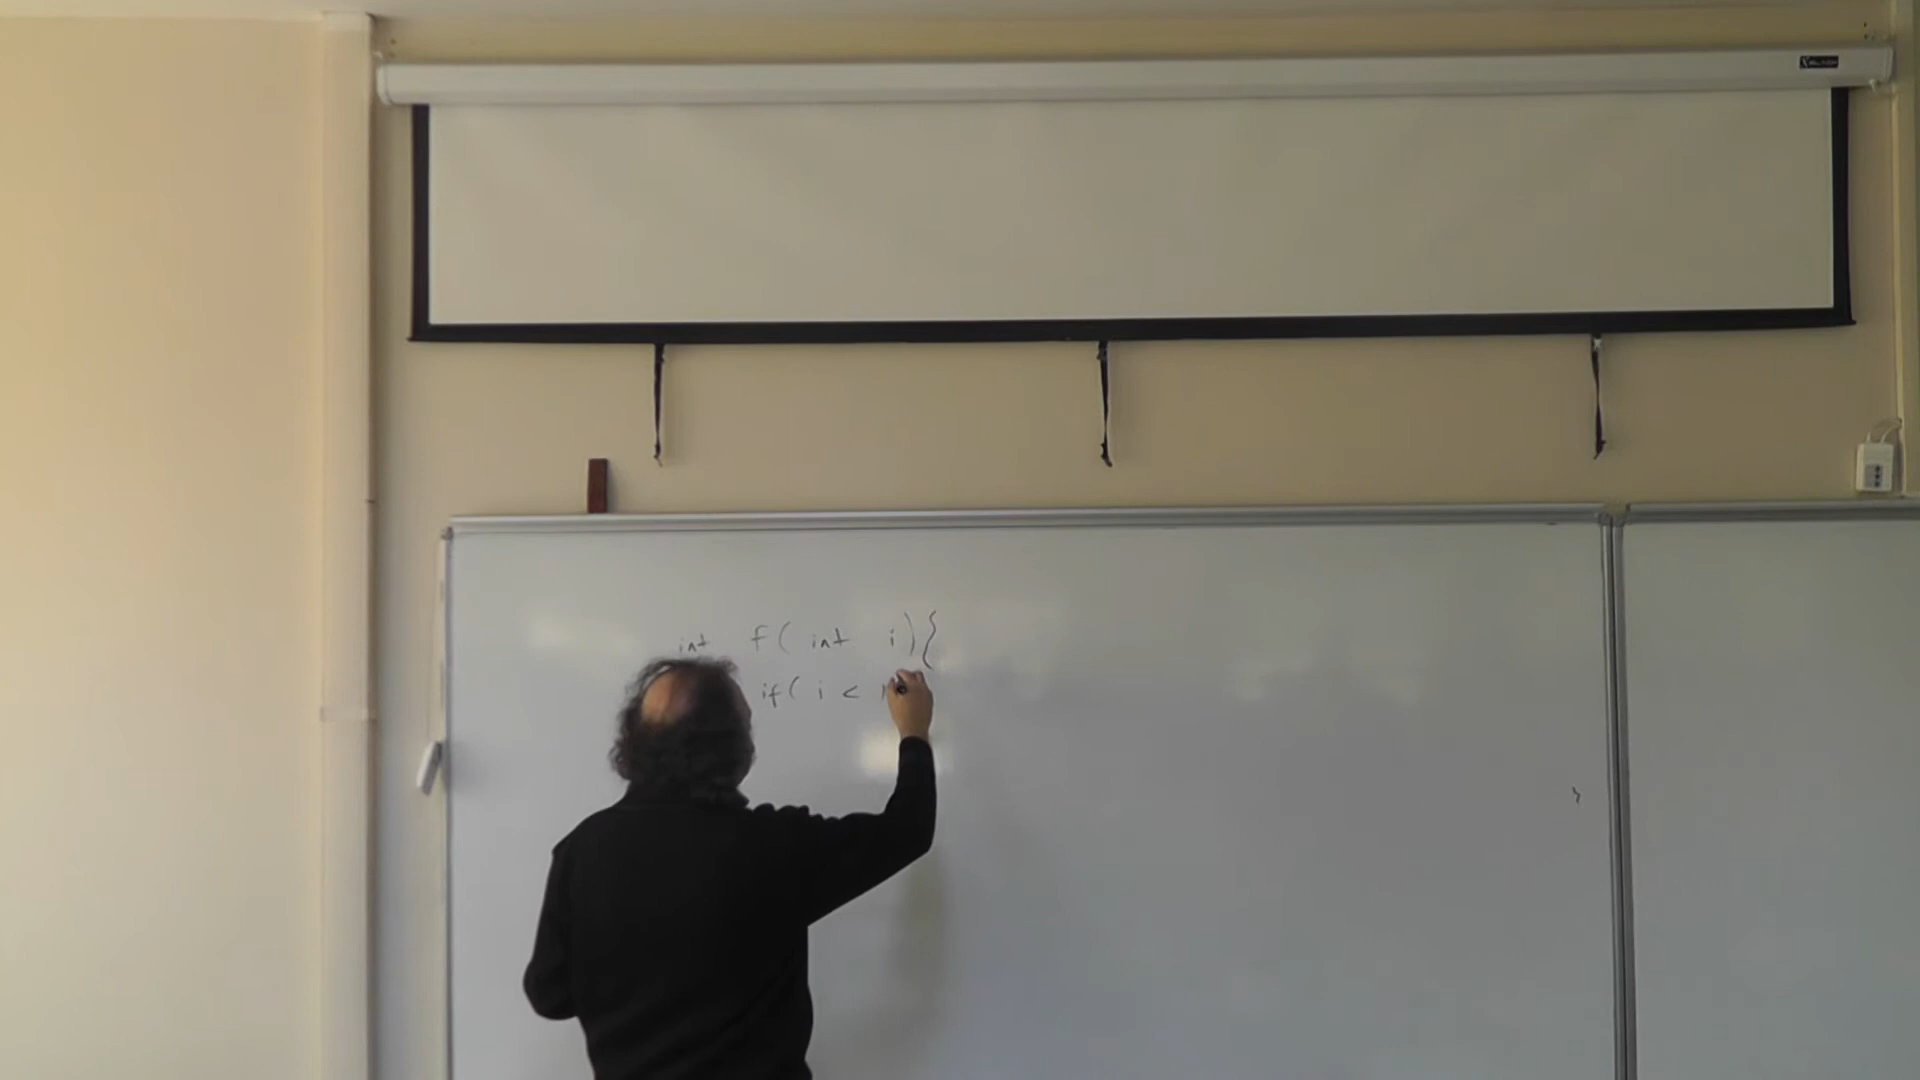 int f( int i){
if( i <